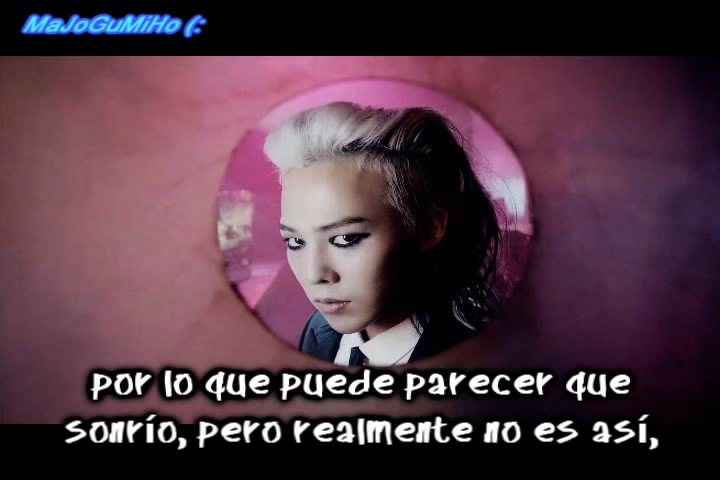 MaJoGuMiHo (:
por lo que puede parecer que
sonrío, pero realmente no es así,